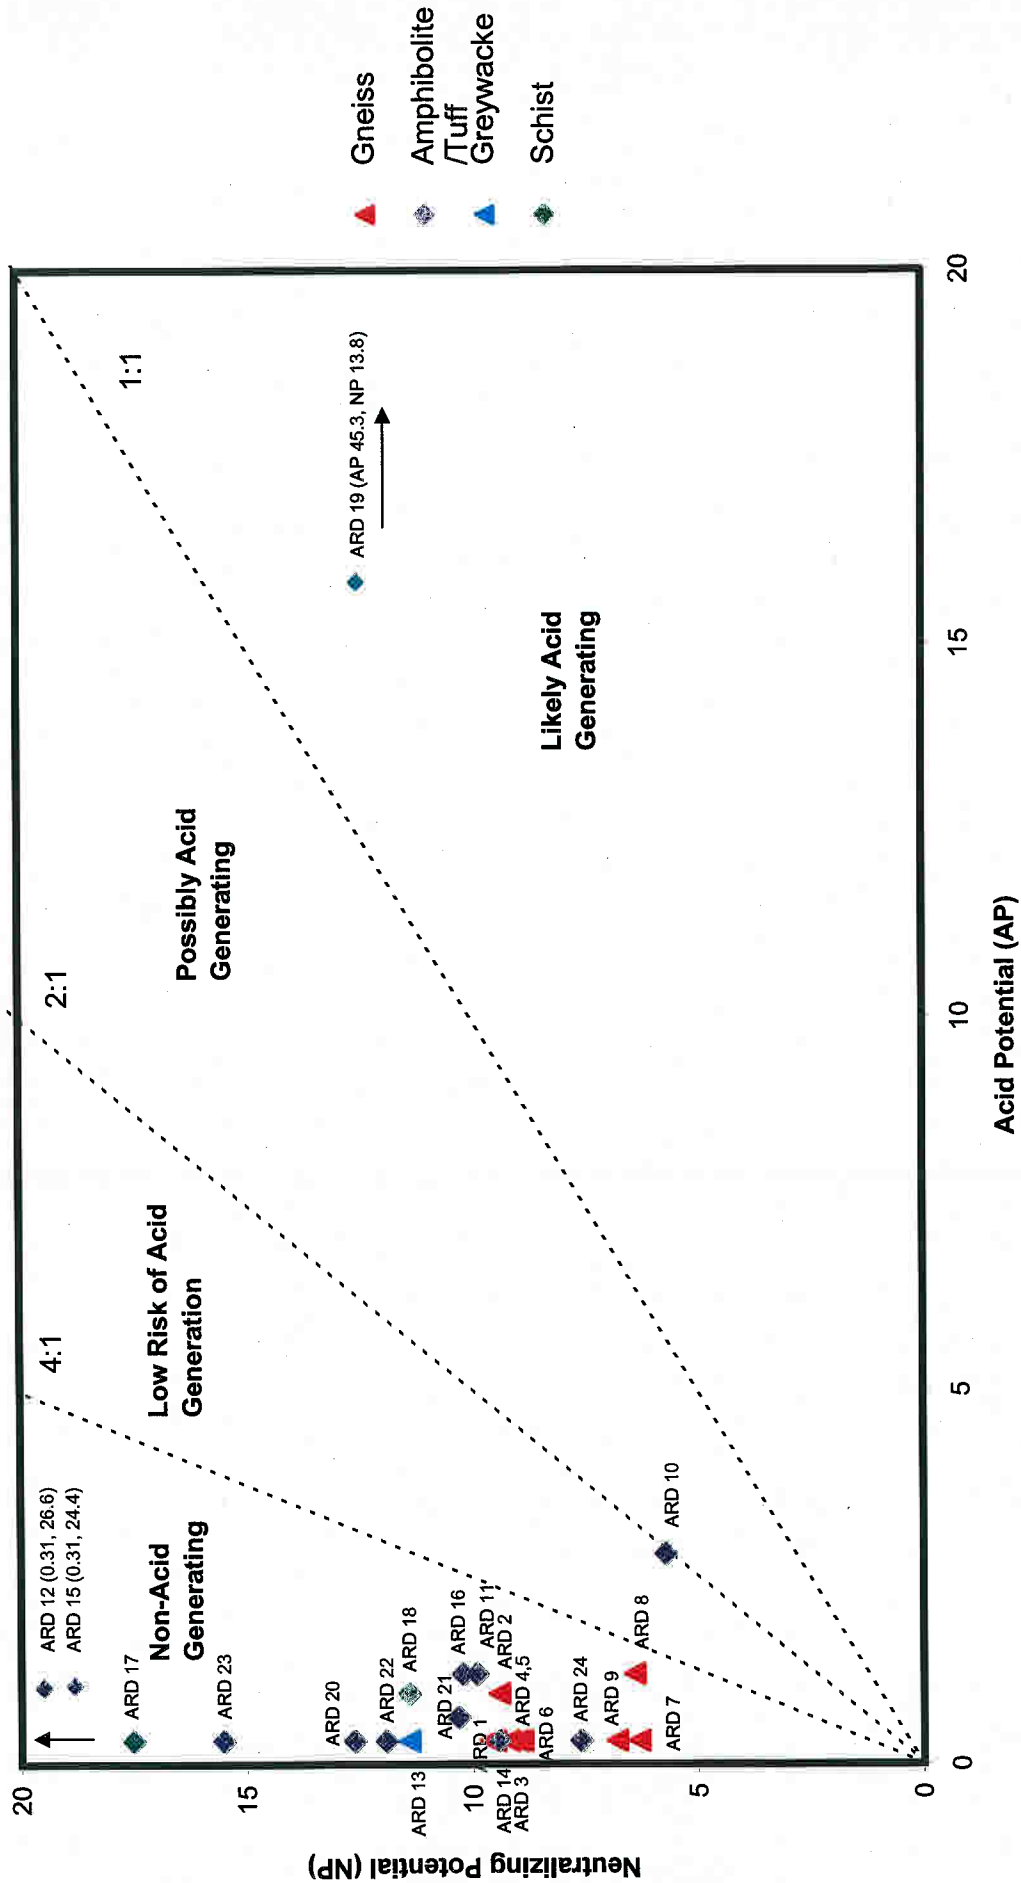 20
15
10
5
0
Neutralizing Potential (NP)
0
5
10
15
20
Acid Potential (AP)
4:1
2:1
1:1
ARD 12 (0.31, 26.6)
ARD 15 (0.31, 24.4)
ARD 17
Non-Acid
Generating
Low Risk of Acid
Generation
Possibly Acid
Generating
Likely Acid
Generating
ARD 23
ARD 20
ARD 22
ARD 13
ARD 18
ARD 21
ARD 16
ARD 11
ARD 2
ARD 1
ARD 4,5
ARD 14
ARD 3
ARD 6
ARD 24
ARD 9
ARD 8
ARD 7
ARD 10
ARD 19 (AP 45.3, NP 13.8)
Gneiss
Amphibolite
/Tuff
Greywacke
Schist